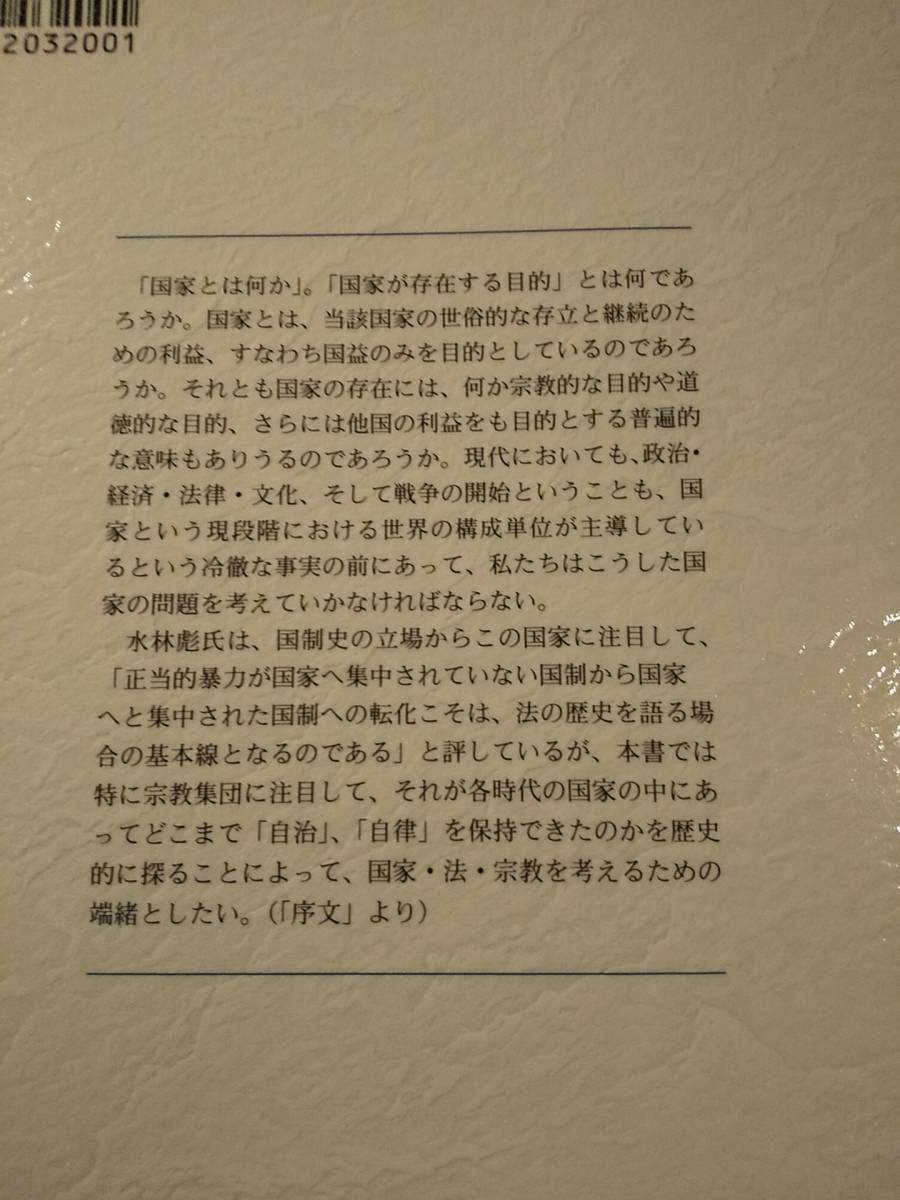 2032001
「国家とは何か」。「国家が存在する目的」とは何であ
ろうか。国家とは、当該国家の世俗的な存立と継続のた
めの利益、すなわち国益のみを目的としているのであろ
うか。それとも国家の存在には、何か宗教的な目的や道
徳的な目的、さらには他国の利益をも目的とする普遍的
な意味もありうるのであろうか。現代においても、政治・
経済・法律・文化、そして戦争の開始ということも、国
家という現段階における世界の構成単位が主導してい
るという冷徹な事実の前にあって、私たちはこうした国
家の問題を考えていかなければならない。
水林彪氏は、国制史の立場からこの国家に注目して、
「正当的暴力が国家へ集中されていない国制から国家
へと集中された国制への転化こそは、法の歴史を語る場
合の基本線となるのである」と評しているが、本書では
特に宗教集団に注目して、それが各時代の国家の中にあ
ってどこまで「自治」、「自律」を保持できたのかを歴史
的に探ることによって、国家・法・宗教を考えるための
端緒としたい。（「序文」より）